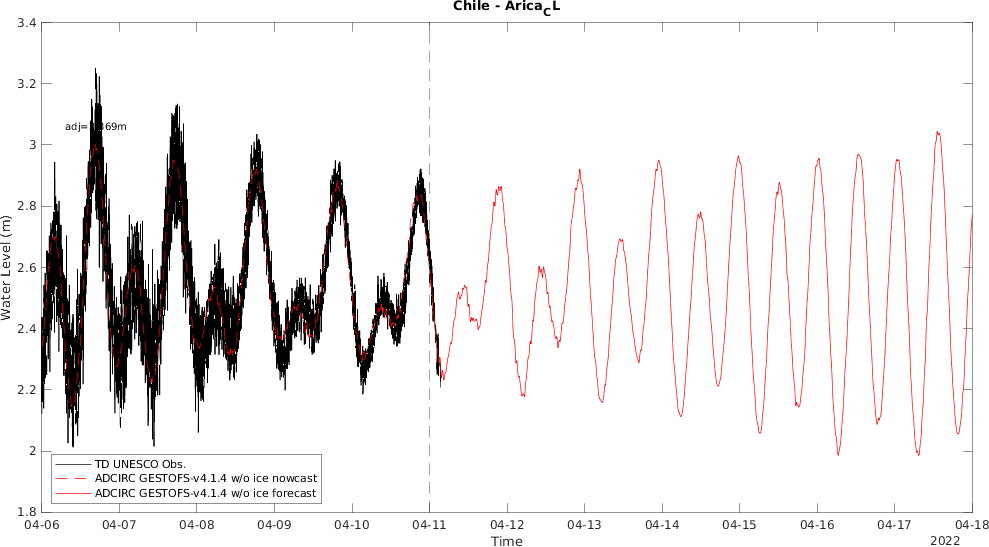 Chile - Arica_CL
3.4
3.2
3
2.8
2.6
2.4
2.2
2
1.8
Water Level (m)
adj= 369m
TD UNESCO Obs.
ADCIRC GESTOFS-v4.1.4 w/o ice nowcast
ADCIRC GESTOFS-v4.1.4 w/o ice forecast
04-06 04-07 04-08 04-09 04-10 04-11 04-12 04-13 04-14 04-15 04-16 04-17 04-18
Time
2022